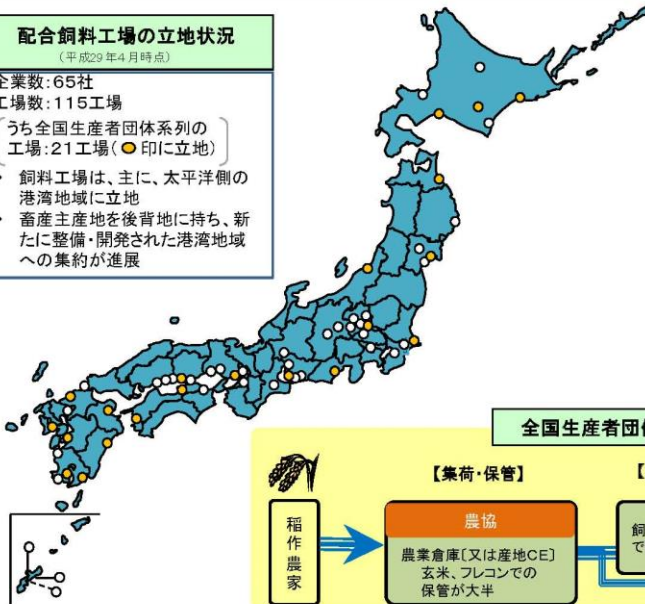 配合飼料工場の立地状況
(平成29年4月時点)
企業数:65社
工場数:115工場
うち全国生産者団体系列の
工場:21工場(●印に立地)
・ 飼料工場は、主に、太平洋側の
港湾地域に立地
・ 畜産主産地を後背地に持ち、新
たに整備・開発された港湾地域
への集約が進展
全国生産者団体
【集荷・保管】
【
稲作農家
農協
農業倉庫〔又は産地CE〕
玄米、フレコンでの
保管が大半
飼
で